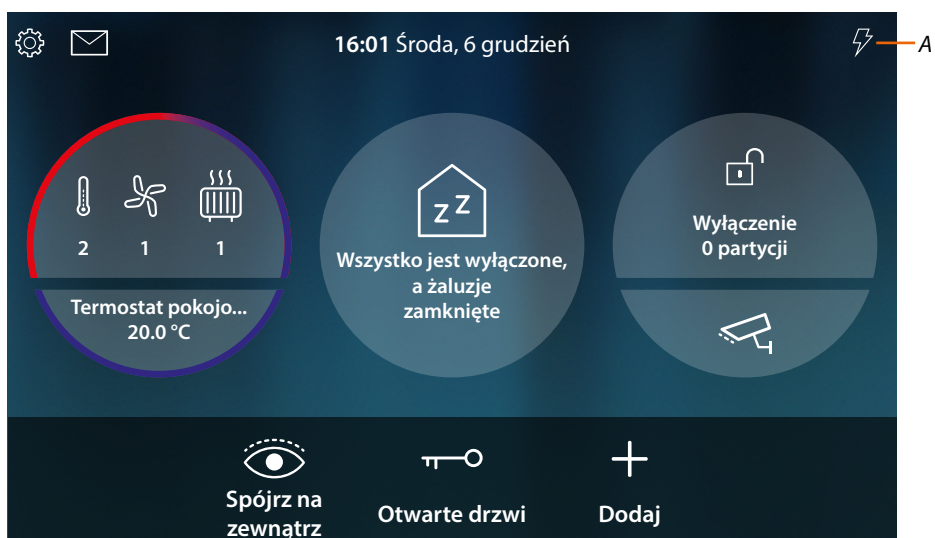 16:01 Środa, 6 grudzień
A
2 1 1
Termostat pokojo...
20.0 °C
z Z
Wszystko jest wyłączone,
a żaluzje
zamknięte
Wyłączenie
0 partycji
Spójrz na
zewnątrz
Otwarte drzwi
Dodaj